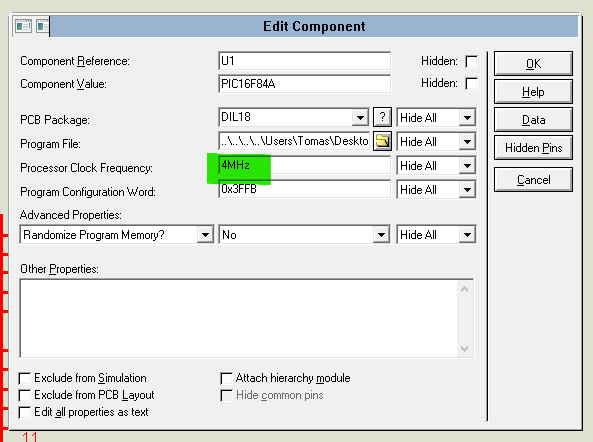 Edit Component
Component Reference: U1 Hidden:
Component Value: PIC16F84A Hidden:
PCB Package: DIL18 ? Hide All
Program File: ..\..\..\..\Users\Tomas\Deskto Hide All
Processor Clock Frequency: 4MHz Hide All
Program Configuration Word: 0x3FFB Hide All
Advanced Properties:
Randomize Program Memory? No Hide All
Other Properties:
Exclude from Simulation Attach hierarchy module
Exclude from PCB Layout Hide common pins
Edit all properties as text
OK
Help
Data
Hidden Pins
Cancel
11